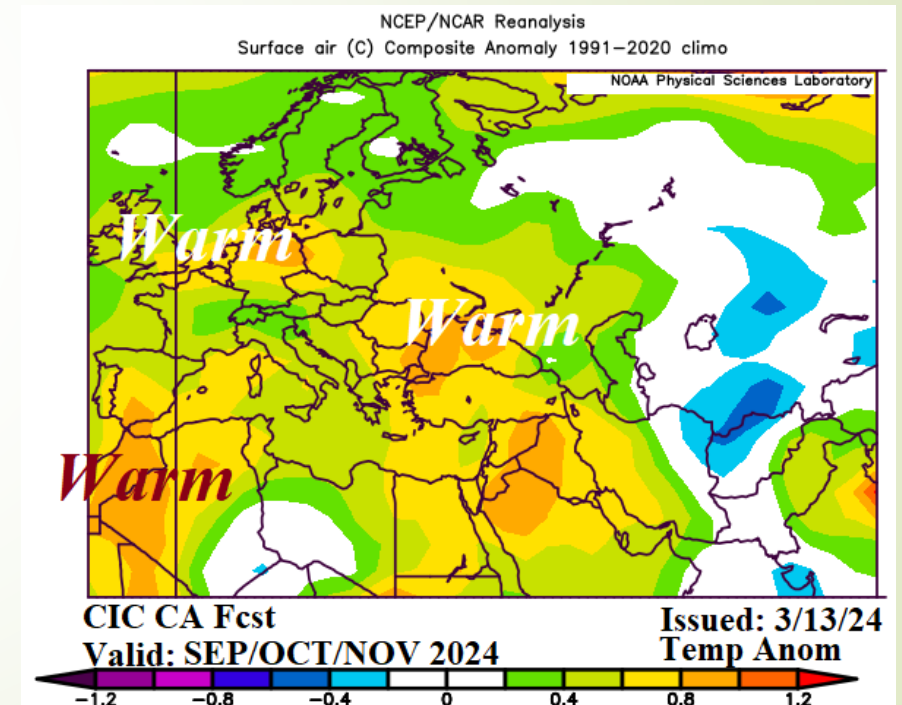 NCEP/NCAR Reanalysis
Surface air (C) Composite Anomaly 1991-2020 climo
NOAA Physical Sciences Laboratory
Warm
Warm
Warm
CIC CA Fcst
Issued: 3/13/24
Valid: SEP/OCT/NOV 2024
Temp Anom
-1.2 -0.8 -0.4 0 0.4 0.8 1.2